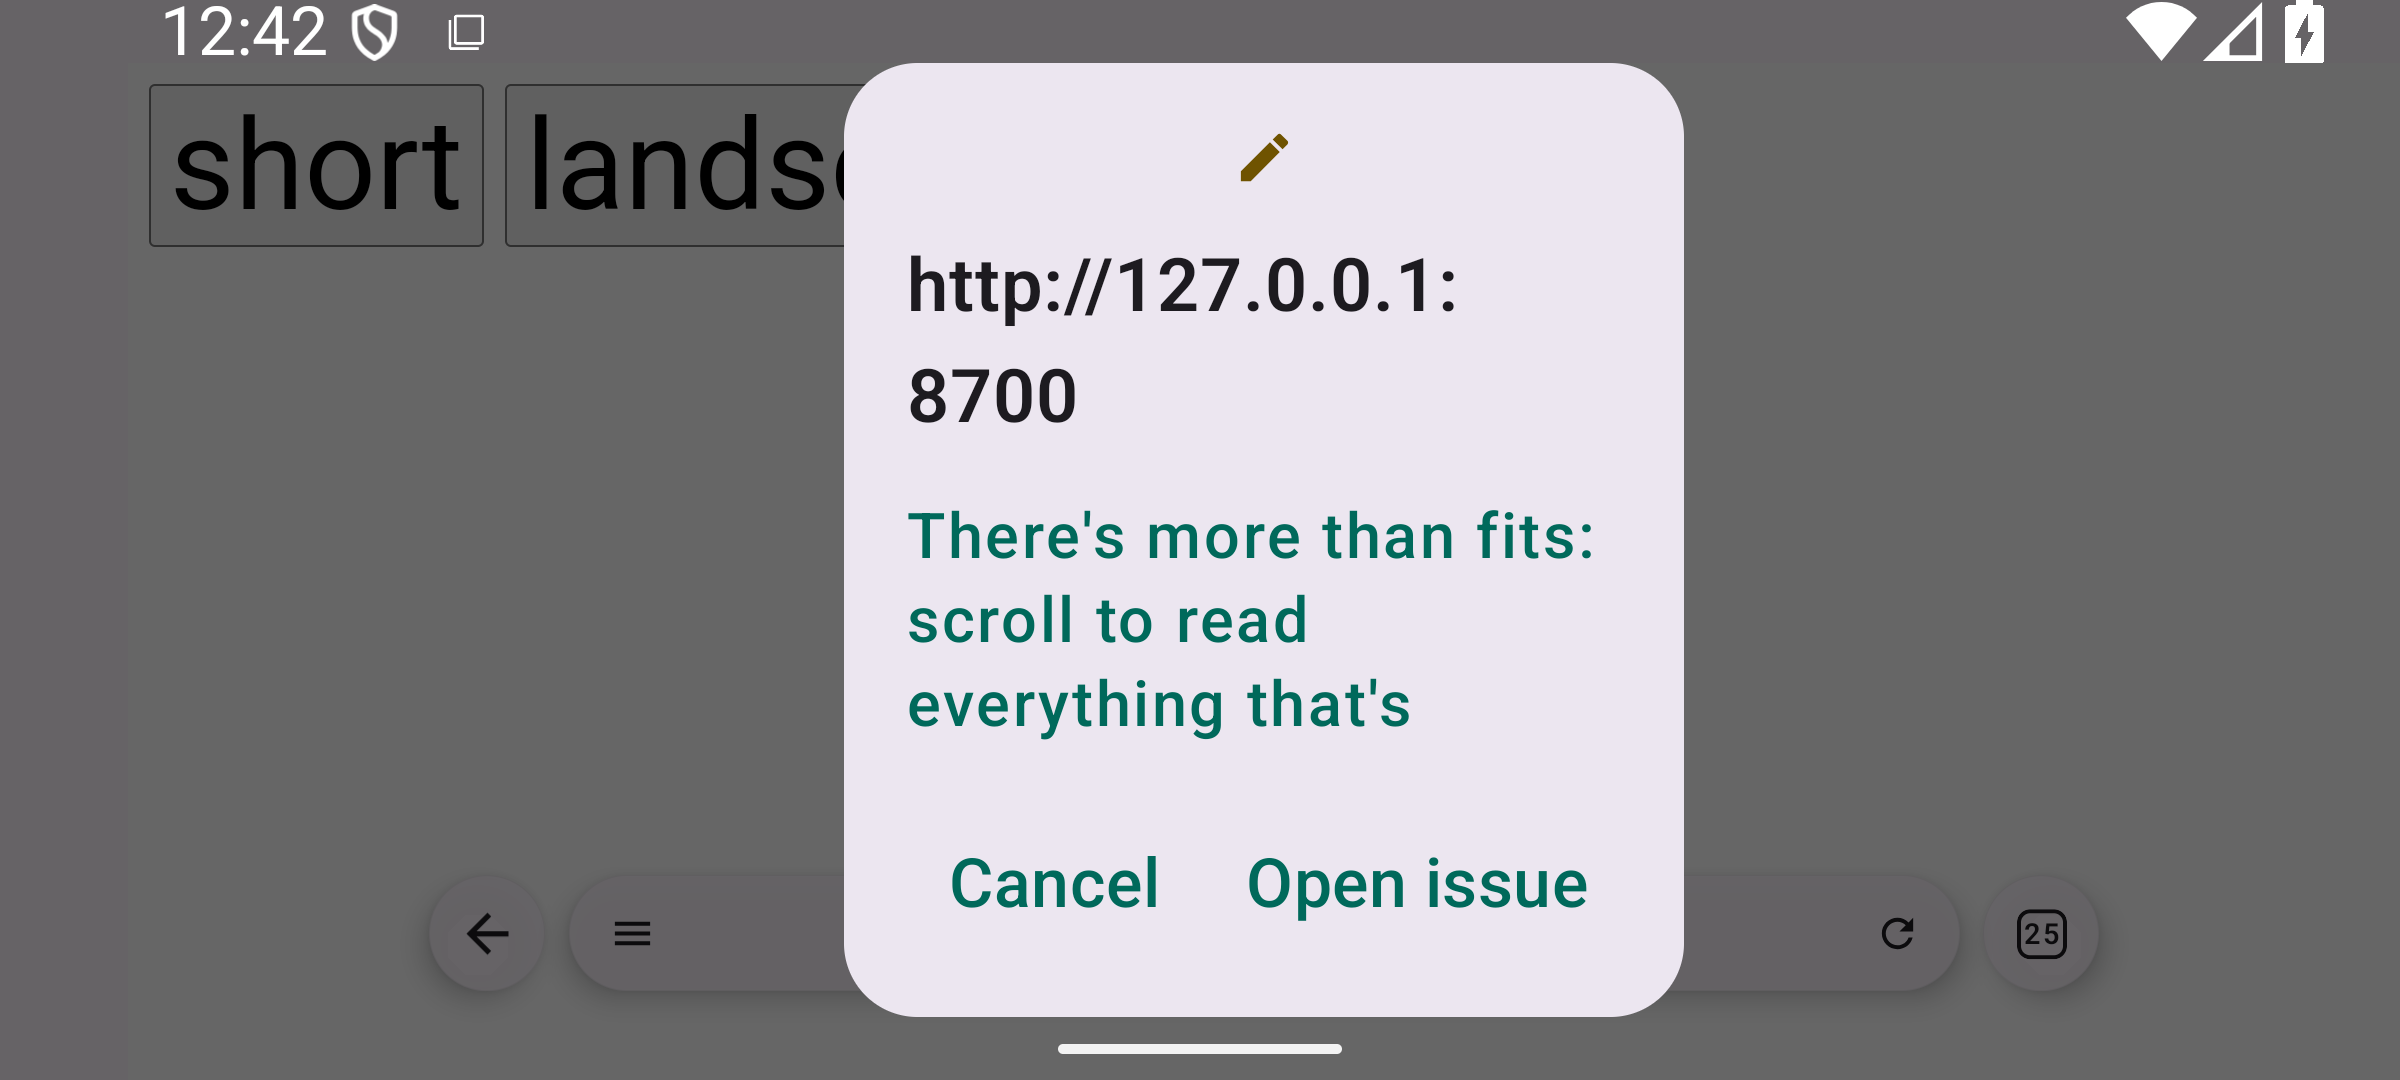 12:42
short
http://127.0.0.1:
8700
There's more than fits:
scroll to read
everything that's
Cancel Open issue
25